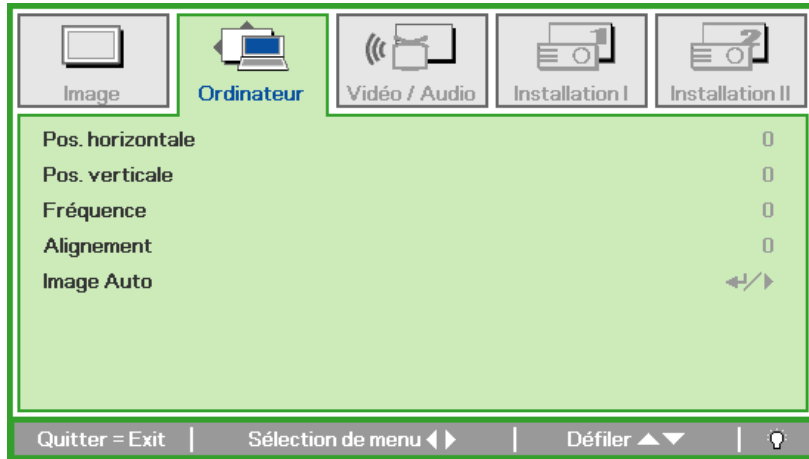 Image
Ordinateur
Vidéo / Audio
Installation I
Installation II
Pos. horizontale 0
Pos. verticale 0
Fréquence 0
Alignement 0
Image Auto ↵/▶
Quitter = Exit | Sélection de menu ◀▶ | Défiler ▲▼ |